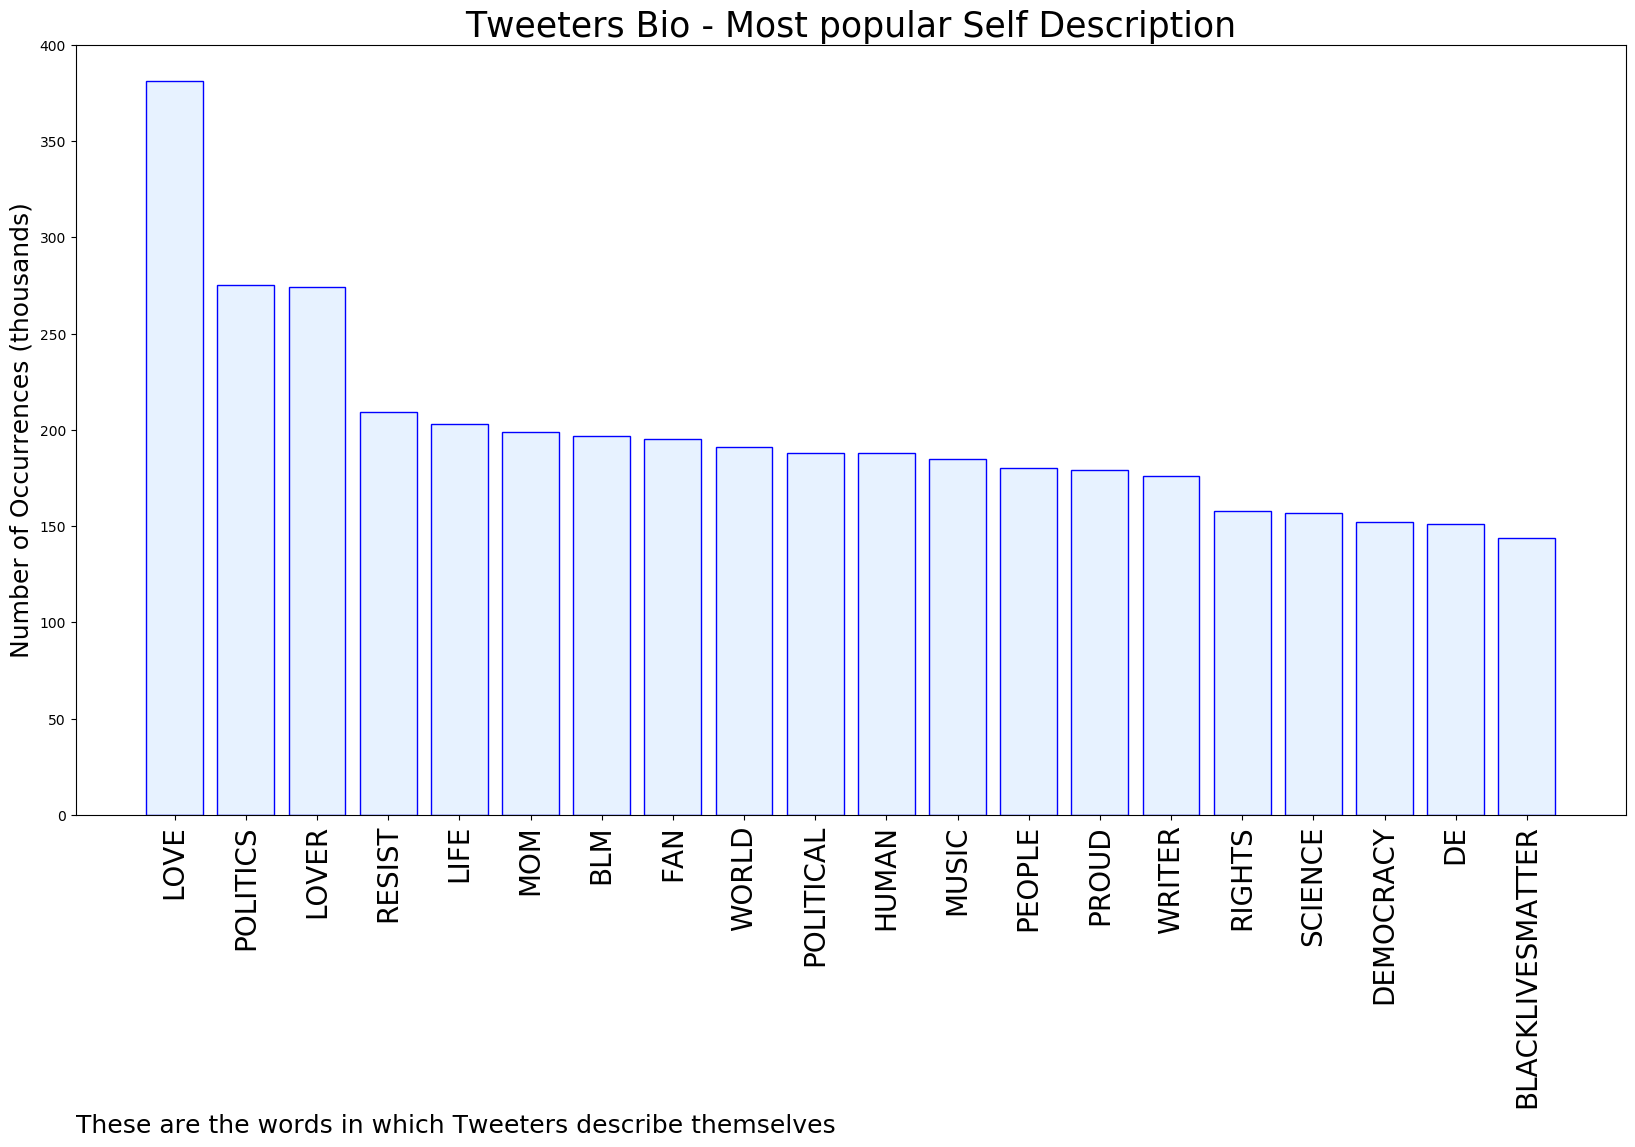 Tweeters Bio - Most popular Self Description
Number of Occurrences (thousands)
400
350
300
250
200
150
100
50
0
LOVE
POLITICS
LOVER
RESIST
LIFE
MOM
BLM
FAN
WORLD
POLITICAL
HUMAN
MUSIC
PEOPLE
PROUD
WRITER
RIGHTS
SCIENCE
DEMOCRACY
DE
BLACKLIVESMATTER
These are the words in which Tweeters describe themselves